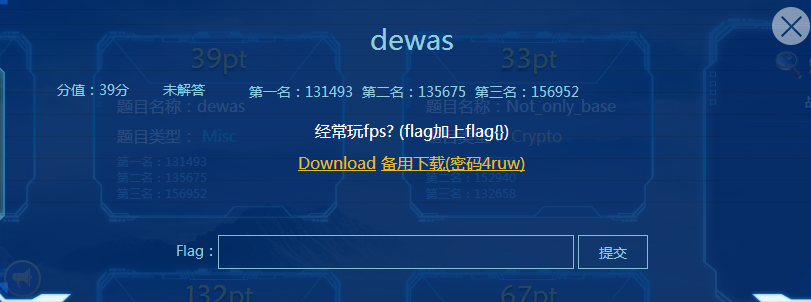 dewas
39pt
33pt
分值：39分 未解答 第一名：131493 第二名：135675 第三名：156952
题目名称：dewas
题目名称：Not_only_base
经常玩fps? (flag加上flag{})
题目类型： Misc
Crypto
Download 备用下载(密码4ruw)
第一名：131493
第二名：135675
第二名：152940
第三名：156952
第三名：132658
Flag： 提交
132pt
67pt